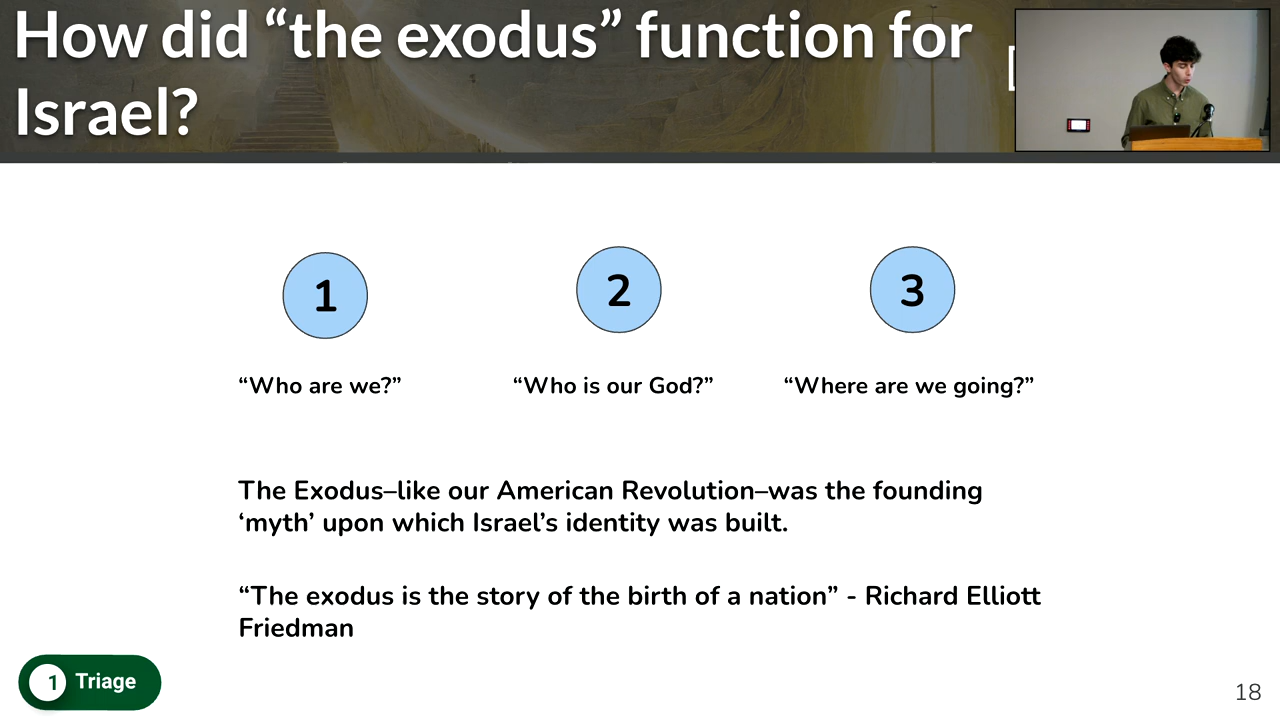 How did “the exodus” function for
Israel?
1
2
3
“Who are we?”
“Who is our God?”
“Where are we going?”
The Exodus–like our American Revolution–was the founding
‘myth’ upon which Israel’s identity was built.
“The exodus is the story of the birth of a nation” - Richard Elliott
Friedman
1 Triage
18